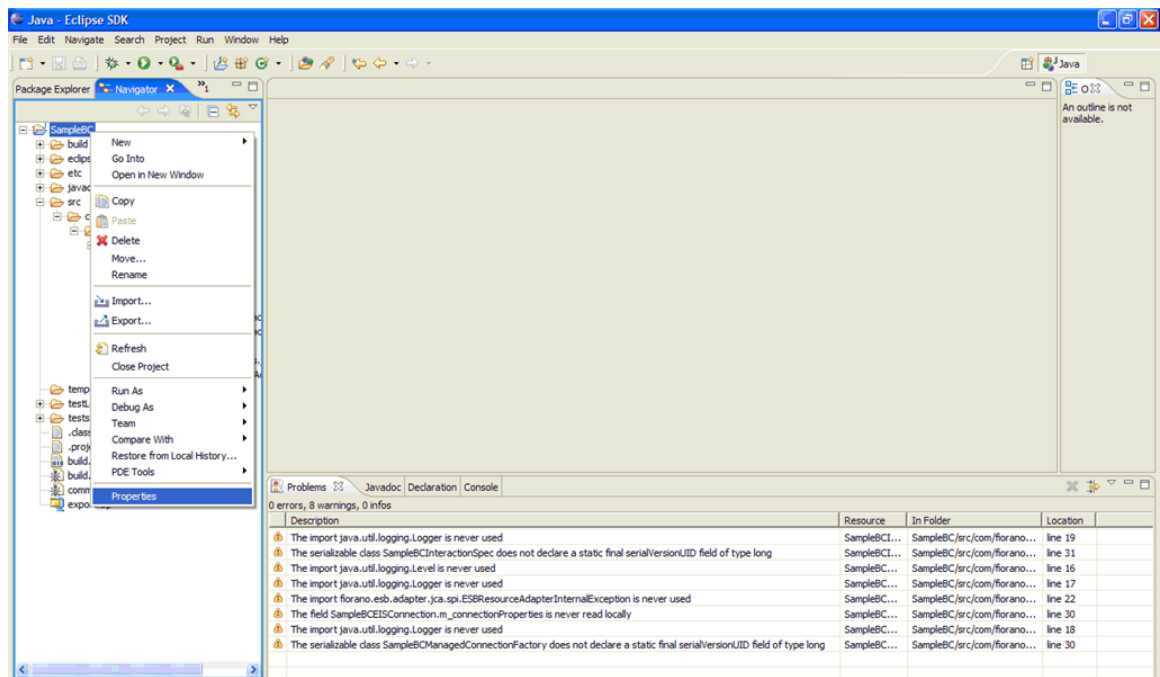 Java - Eclipse SDK
File Edit Navigate Search Project Run Window Help
Java
Package Explorer Navigator
1
SampleBC
build
eclips
etc
javad
src
c
temp
testL
tests
.class
.proje
build.
build.
comm
expor
New
Go Into
Open in New Window
Copy
Paste
Delete
Move...
Rename
Import...
Export...
Refresh
Close Project
Run As
Debug As
Team
Compare With
Restore from Local History...
PDE Tools
Properties
O
An outline is not
available.
Problems Javadoc Declaration Console
0 errors, 8 warnings, 0 infos
Description Resource In Folder Location
The import java.util.logging.Logger is never used SampleBCI... SampleBC/src/com/fiorano... line 19
The serializable class SampleBCInteractionSpec does not declare a static final serialVersionUID field of type long SampleBCI... SampleBC/src/com/fiorano... line 31
The import java.util.logging.Level is never used SampleBC... SampleBC/src/com/fiorano... line 16
The import java.util.logging.Logger is never used SampleBC... SampleBC/src/com/fiorano... line 17
The import fiorano.esb.adapter.jca.spi.ESBResourceAdapterInternalException is never used SampleBC... SampleBC/src/com/fiorano... line 22
The field SampleBCEISConnection.m_connectionProperties is never read locally SampleBC... SampleBC/src/com/fiorano... line 30
The import java.util.logging.Logger is never used SampleBC... SampleBC/src/com/fiorano... line 18
The serializable class SampleBCManagedConnectionFactory does not declare a static final serialVersionUID field of type long SampleBC... SampleBC/src/com/fiorano... line 30